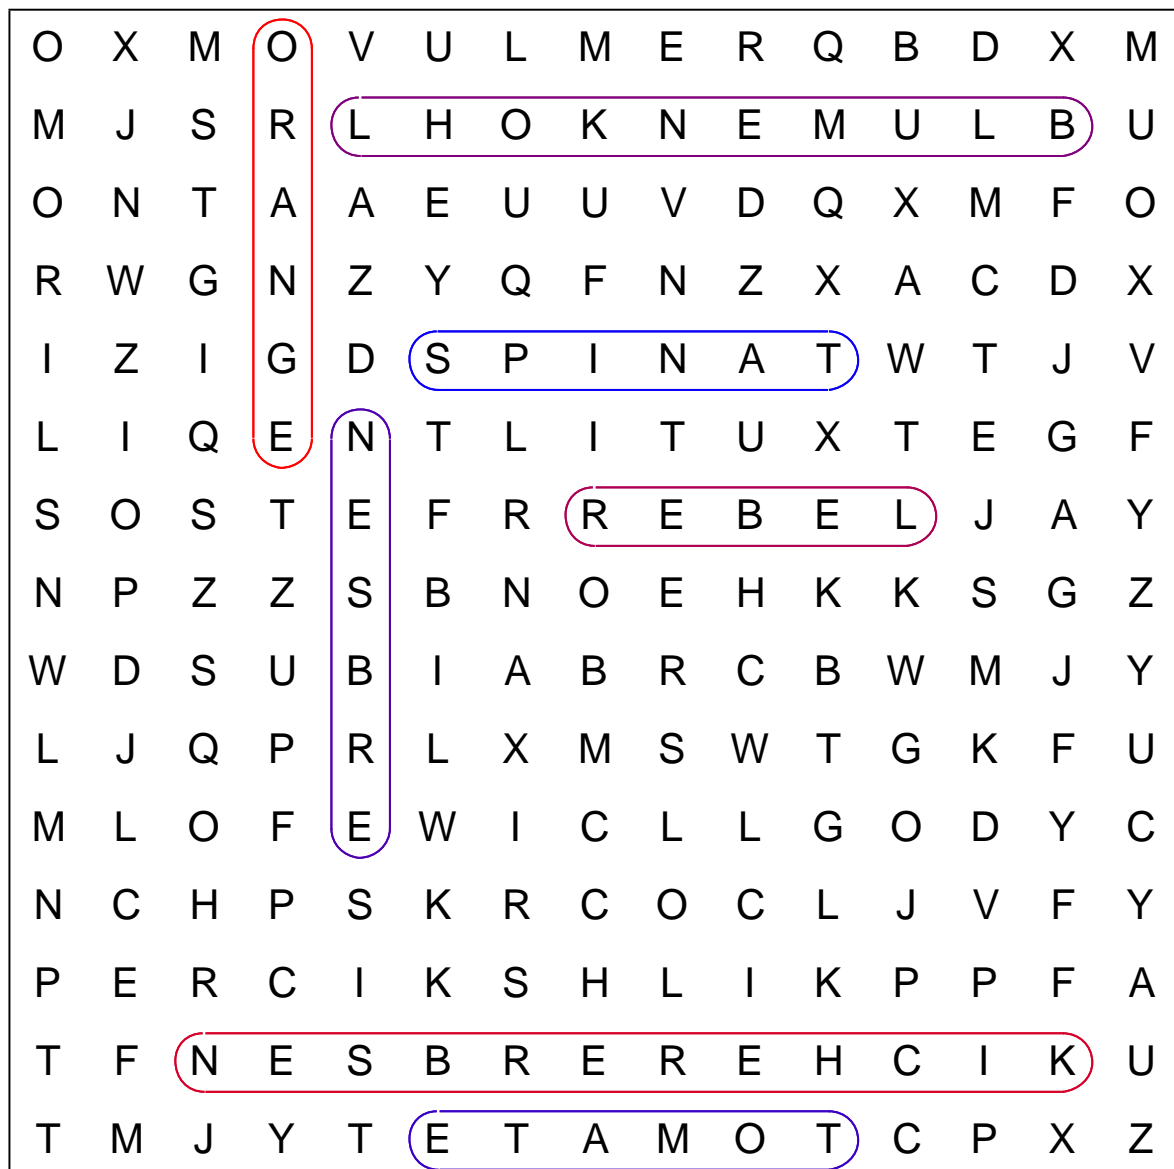 O X M O V U L M E R Q B D X M
M J S R L H O K N E M U L B U
O N T A A E U U V D Q X M F O
R W G N Z Y Q F N Z X A C D X
I Z I G D S P I N A T W T J V
L I Q E N T L I T U X T E G F
S O S T E F R R E B E L J A Y
N P Z Z S B N O E H K K S G Z
W D S U B I A B R C B W M J Y
L J Q P R L X M S W T G K F U
M L O F E W I C L L G O D Y C
N C H P S K R C O C L J V F Y
P E R C I K S H L I K P P F A
T F N E S B R E R E H C I K U
T M J Y T E T A M O T C P X Z